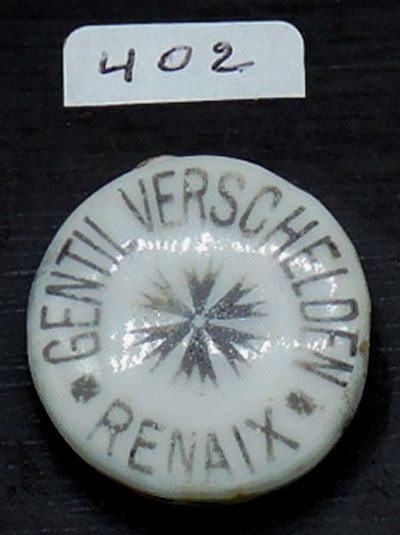 402
GENTIL VERSCHELDEN
* RENAIX *